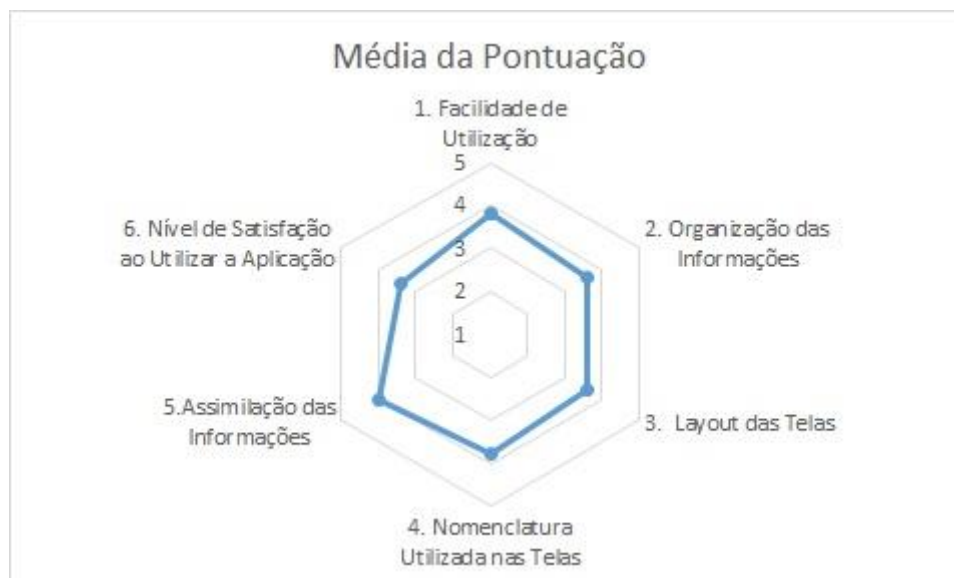 Média da Pontuação
1. Facilidade de
Utilização
5
4
3
2
1
2. Organização das
Informações
3. Layout das Telas
4. Nomenclatura
Utilizada nas Telas
5.Assimilação das
Informações
6. Nível de Satisfação
ao Utilizar a Aplicação